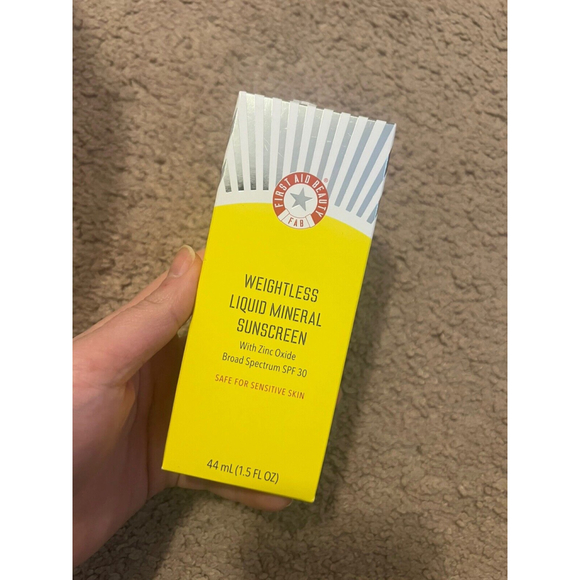 FIRST AID BEAUTY®
FAB
WEIGHTLESS
LIQUID MINERAL
SUNSCREEN
With Zinc Oxide
Broad Spectrum SPF 30
SAFE FOR SENSITIVE SKIN
44 mL (1.5 FL OZ)